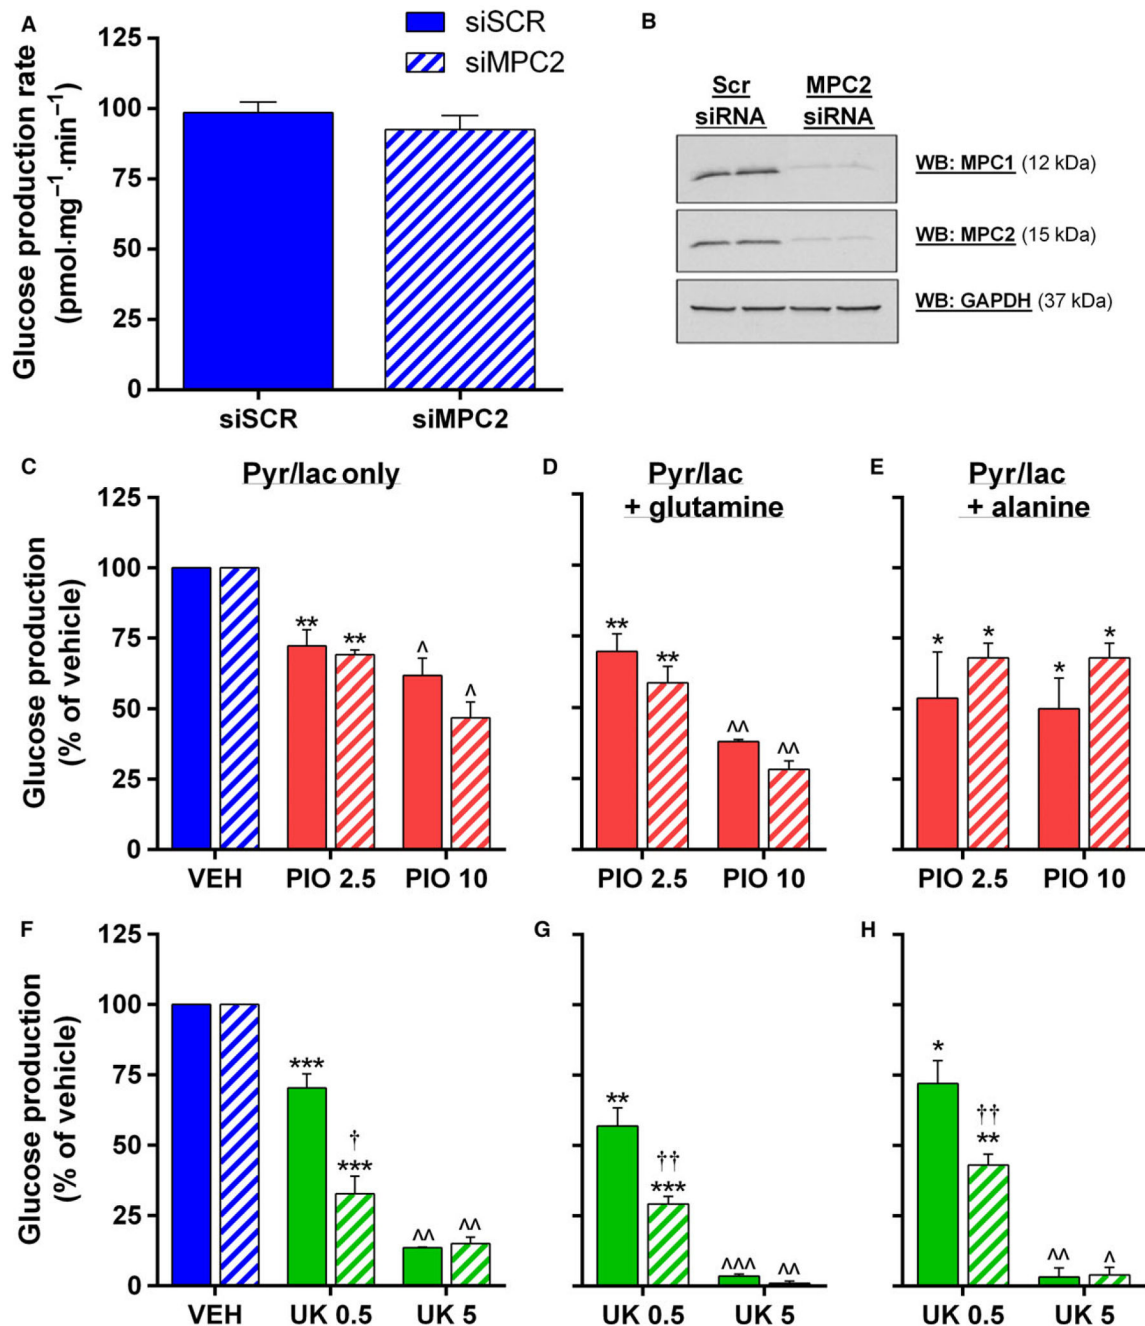 A
siSCR
siMPC2
Glucose production rate
(pmol·mg⁻¹·min⁻¹)
125
100
75
50
25
0
siSCR
siMPC2
B
Scr
siRNA
MPC2
siRNA
WB: MPC1 (12 kDa)
WB: MPC2 (15 kDa)
WB: GAPDH (37 kDa)
C
Pyr/lac only
Glucose production
(% of vehicle)
125
100
75
50
25
0
**
**
^
^
VEH
PIO 2.5
PIO 10
D
Pyr/lac
+ glutamine
**
**
^^
^^
PIO 2.5
PIO 10
E
Pyr/lac
+ alanine
*
*
*
*
PIO 2.5
PIO 10
F
Glucose production
(% of vehicle)
125
100
75
50
25
0
***
†
***
^^
^^
VEH
UK 0.5
UK 5
G
**
††
***
^^^
^^
UK 0.5
UK 5
H
*
††
**
^^
^
UK 0.5
UK 5